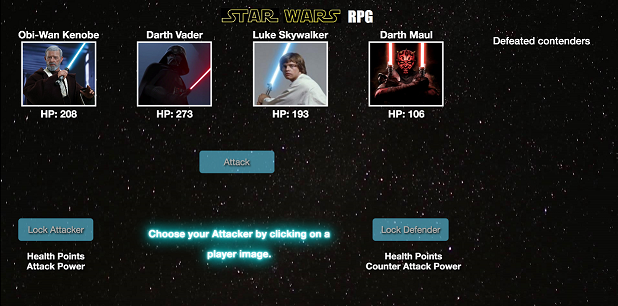 STAR WARS RPG
Obi-Wan Kenobe
Darth Vader
Luke Skywalker
Darth Maul
Defeated contenders
HP: 208
HP: 273
HP: 193
HP: 106
Attack
Lock Attacker
Choose your Attacker by clicking on a
player image.
Lock Defender
Health Points
Attack Power
Health Points
Counter Attack Power